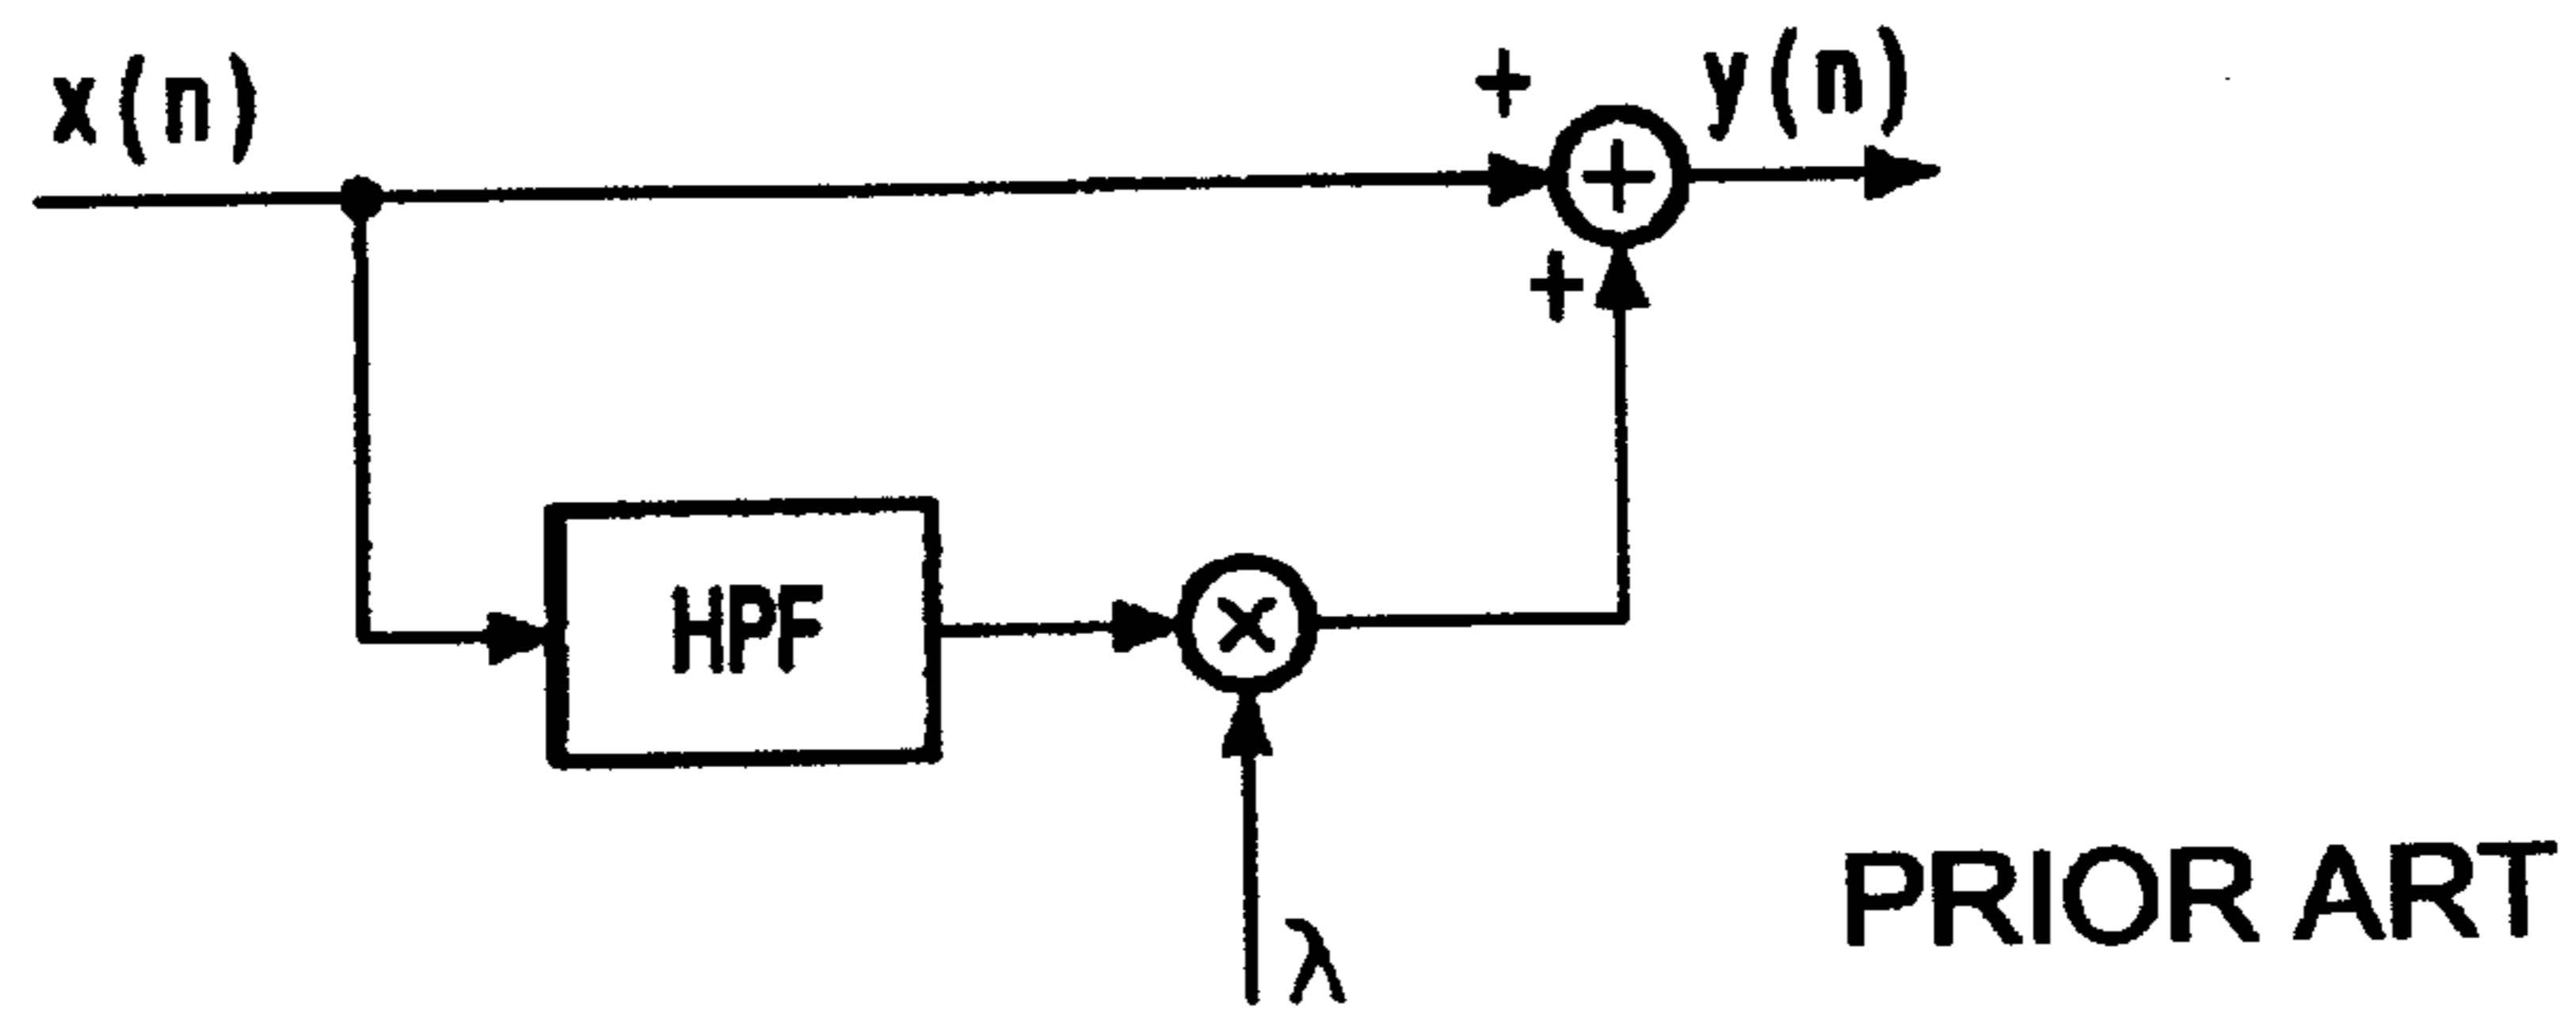 x(n)
+
y(n)
+
+
HPF
×
λ
PRIOR ART